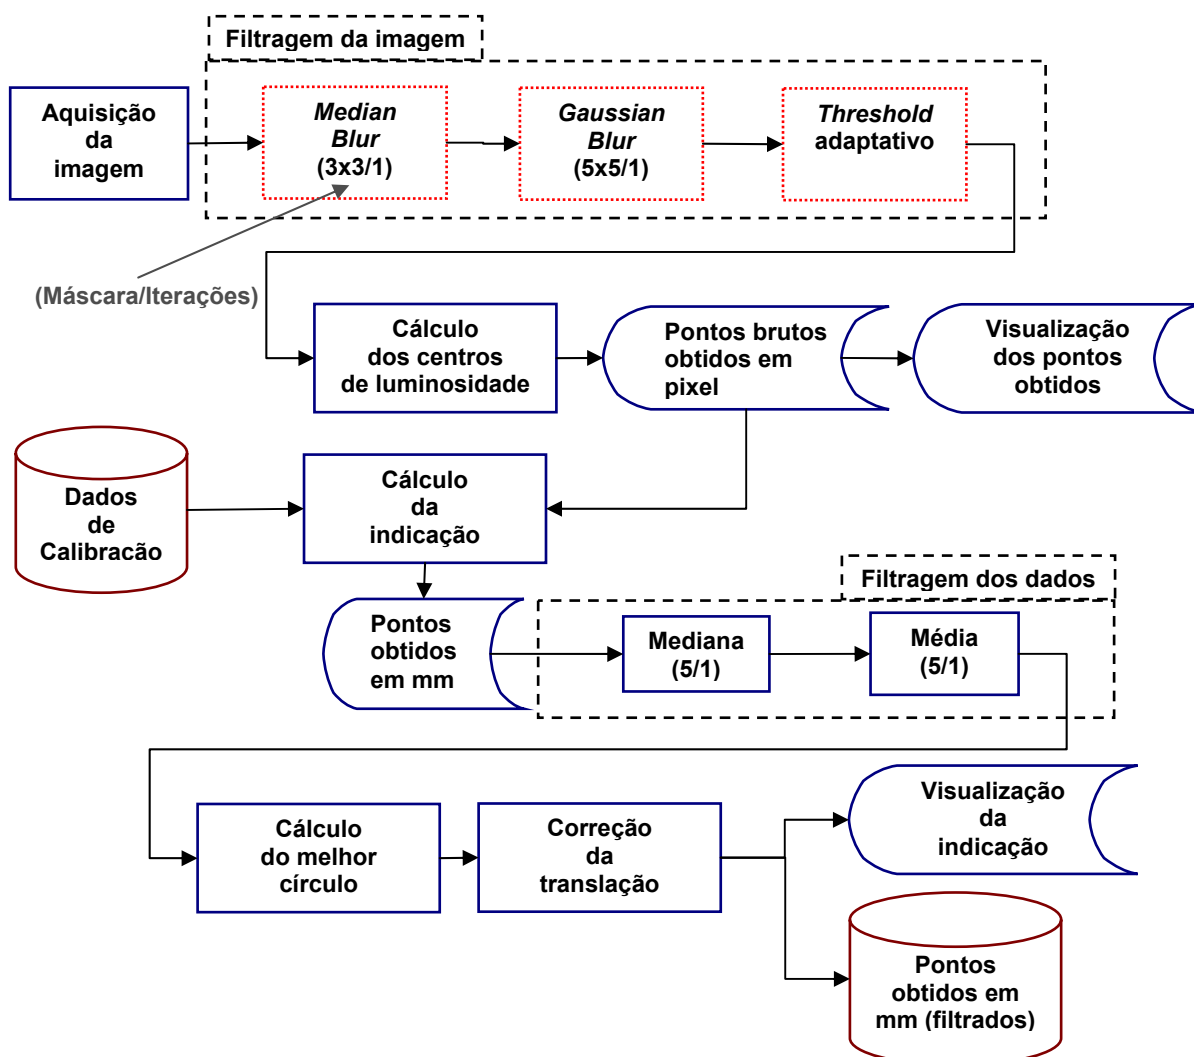 Filtragem da imagem
Aquisição
da
imagem
Median
Blur
(3x3/1)
Gaussian
Blur
(5x5/1)
Threshold
adaptativo
(Máscara/Iterações)
Cálculo
dos centros
de luminosidade
Pontos brutos
obtidos em
pixel
Visualização
dos pontos
obtidos
Dados
de
Calibracão
Cálculo
da
indicação
Filtragem dos dados
Pontos
obtidos
em mm
Mediana
(5/1)
Média
(5/1)
Cálculo
do melhor
círculo
Correção
da
translação
Visualização
da
indicação
Pontos
obtidos em
mm (filtrados)